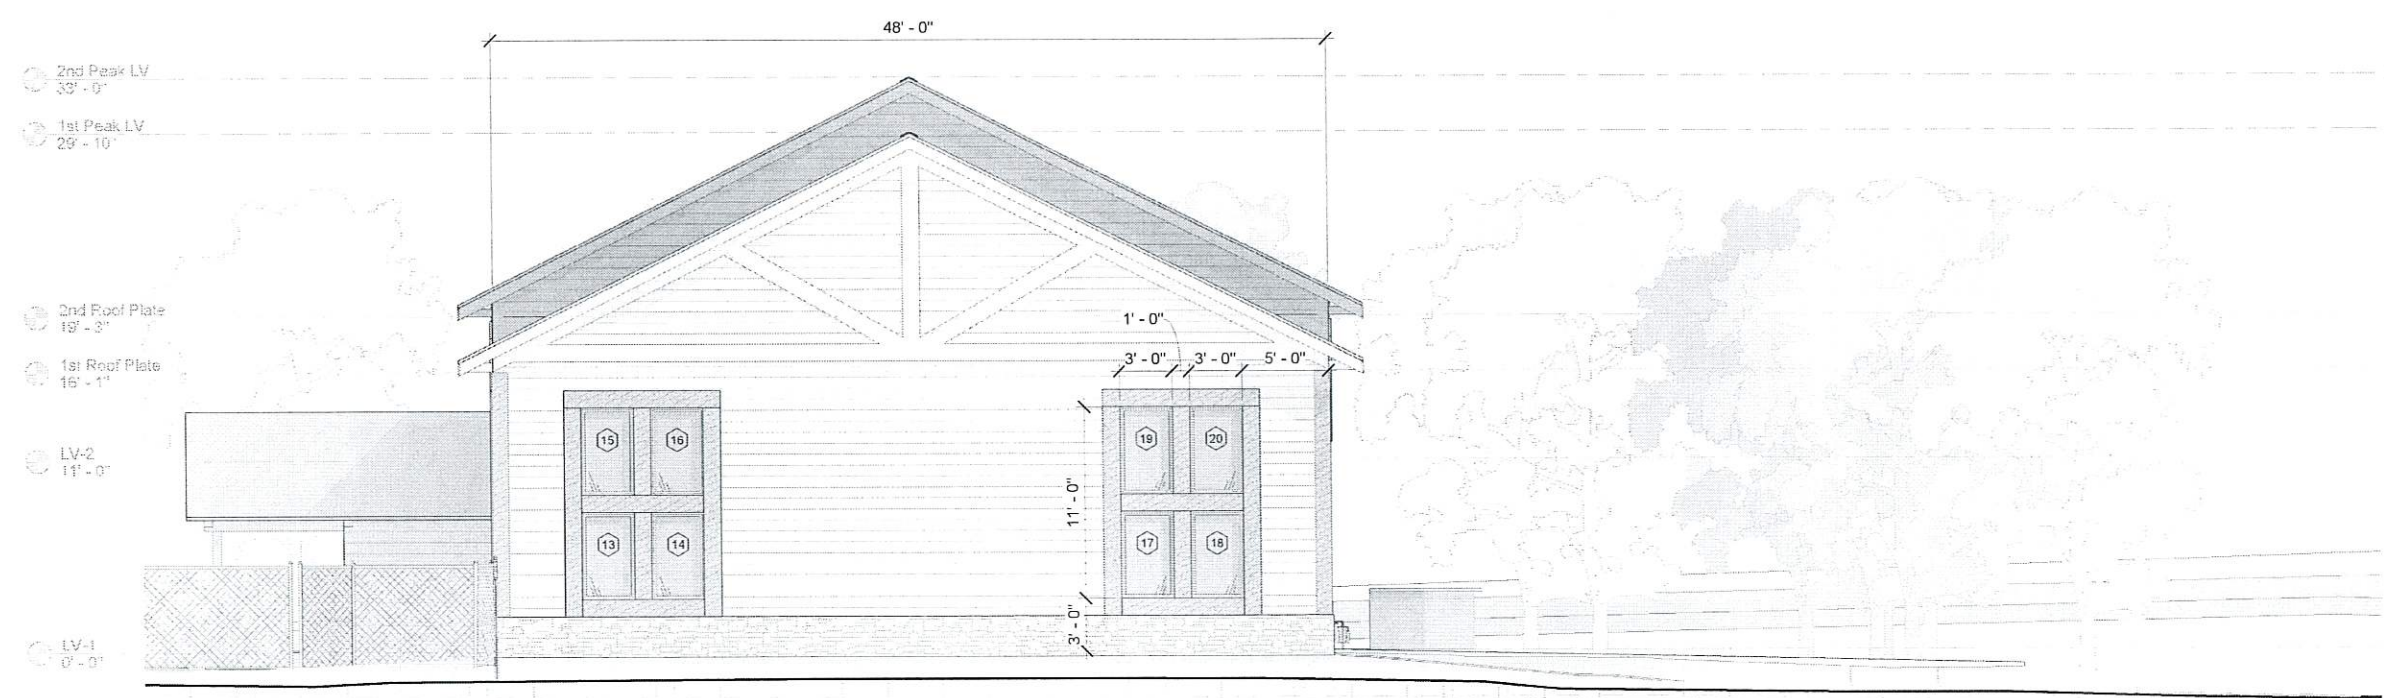 48' - 0"
2nd Peak LV
33' - 0"
1st Peak LV
29' - 10"
2nd Roof Plate
19' - 3"
1st Roof Plate
16' - 1"
LV-2
11' - 0"
LV-1
0' - 0"
1' - 0"
3' - 0" 3' - 0" 5' - 0"
15 16 19 20
11' - 0"
13 14 17 18
3' - 0"